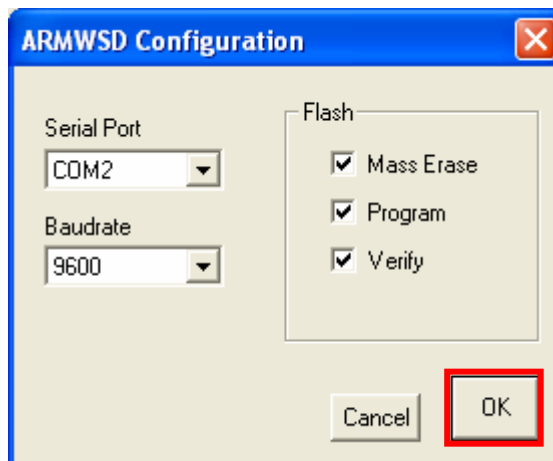 ARMWSD Configuration
Serial Port
COM2
Baudrate
9600
Flash
Mass Erase
Program
Verify
Cancel
OK